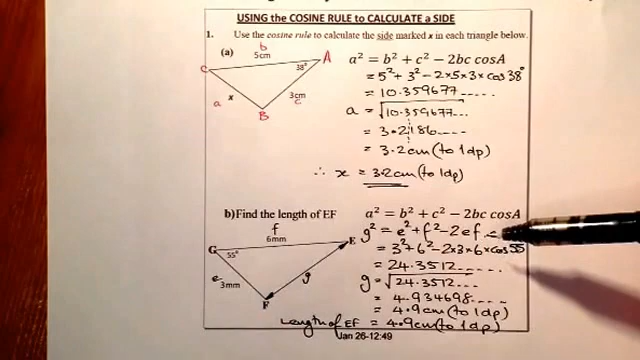 USING the COSINE RULE to CALCULATE a SIDE
1. Use the cosine rule to calculate the side marked x in each triangle below.
(a)
b
5cm
C
A
38°
a x
3cm
c
B
a² = b² + c² - 2bc cosA
= 5² + 3² - 2 × 5 × 3 × cos 38°
= 10.359677.....
a = √10.359677....
= 3.2186....
= 3.2cm (to 1dp)
∴ x = 3.2cm (to 1dp)
b)Find the length of EF
f
6mm
G
E
55°
e
3mm
g
F
a² = b² + c² - 2bc cosA
g² = e² + f² - 2ef c
= 3² + 6² - 2×3×6×cos 55
= 24.3512.......
g = √24.3512....
= 4.934698....
= 4.9cm (to 1dp)
Length of EF = 4.9cm (to 1dp)
Jan 26-12:49